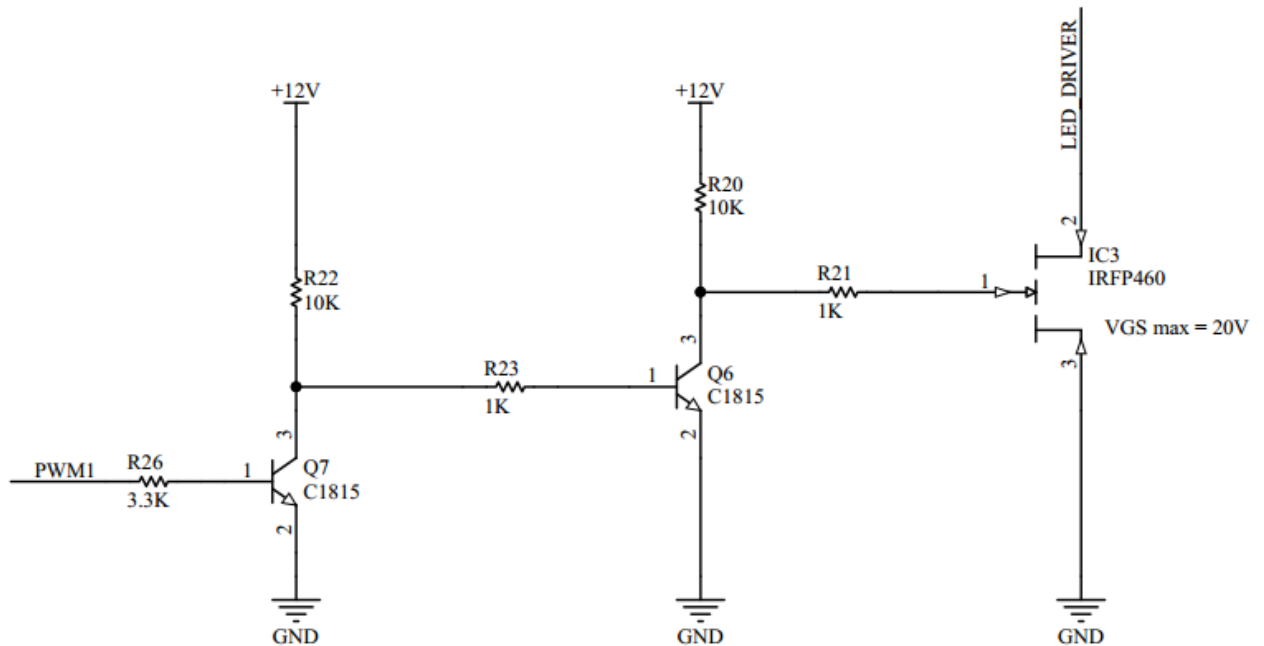 LED_DRIVER
+12V
+12V
R20
10K
2
IC3
IRFP460
R22
10K
R21
1K
1
VGS max = 20V
3
3
R23
1K
1
Q6
C1815
2
3
PWM1
R26
3.3K
1
Q7
C1815
2
GND
GND
GND